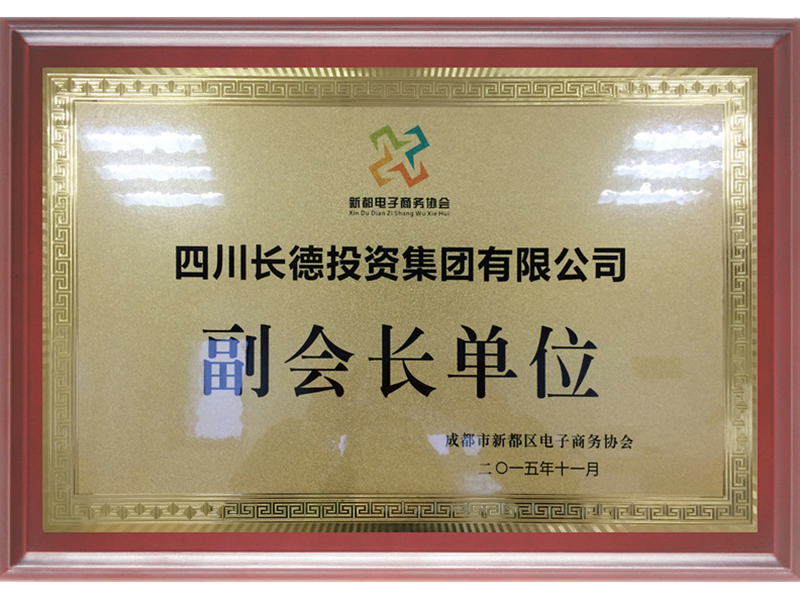 新都电子商务协会
Xin Du Dian Zi Shang Wu Xie Hui
四川长德投资集团有限公司
副会长单位
成都市新都区电子商务协会
二〇一五年十一月